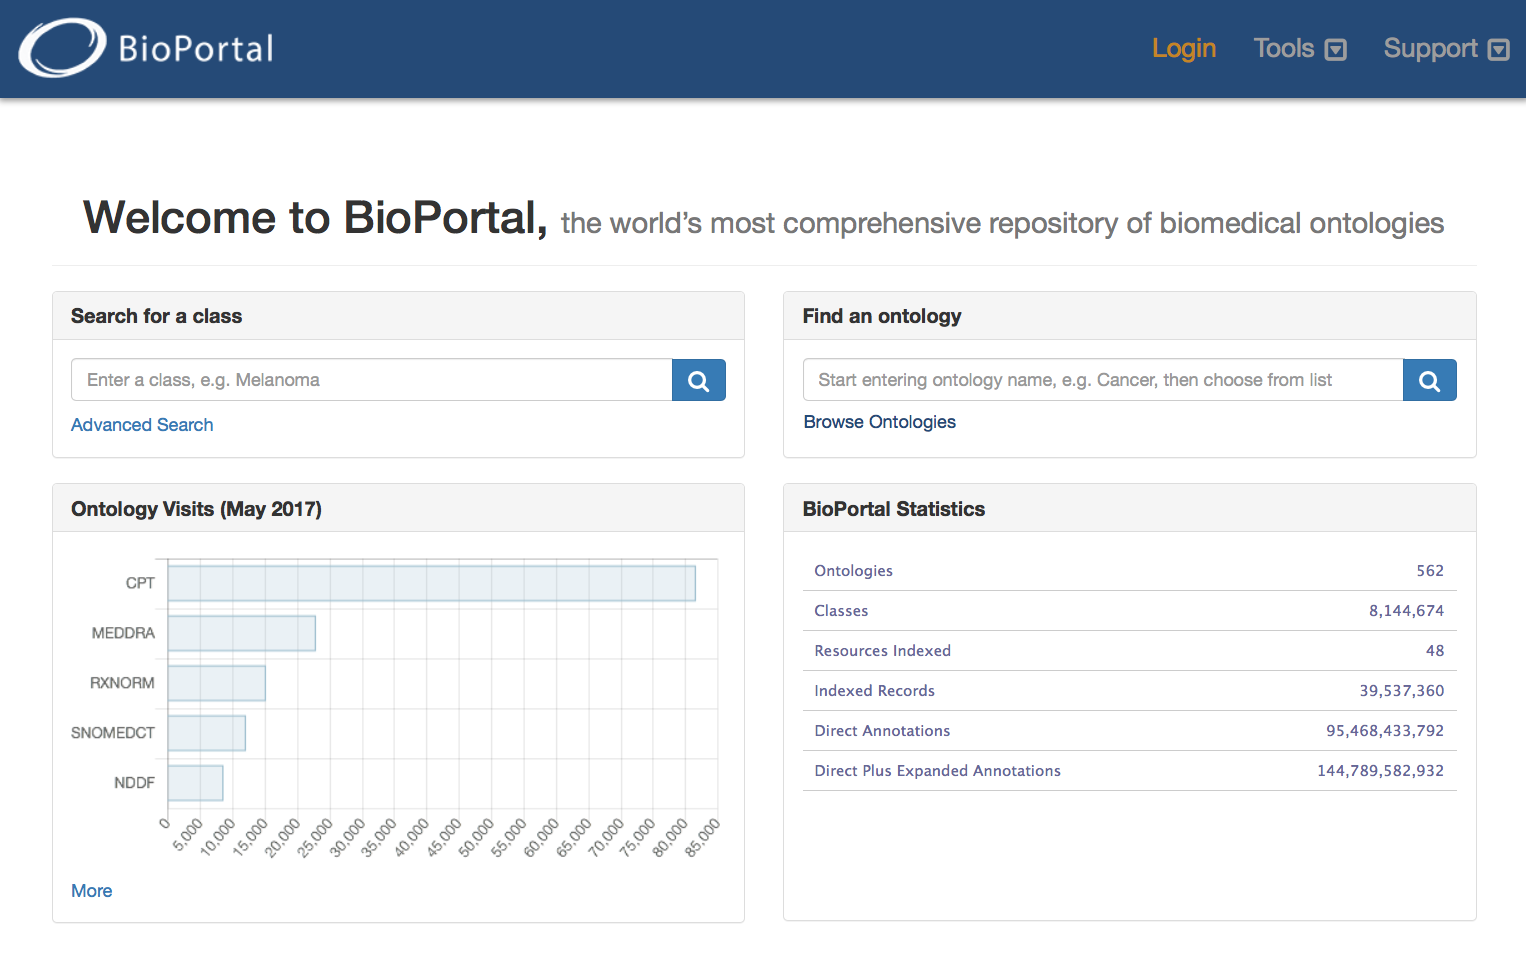 BioPortal
Login Tools Support
Welcome to BioPortal, the world's most comprehensive repository of biomedical ontologies
Search for a class
Enter a class, e.g. Melanoma
Advanced Search
Find an ontology
Start entering ontology name, e.g. Cancer, then choose from list
Browse Ontologies
Ontology Visits (May 2017)
CPT
MEDDRA
RXNORM
SNOMEDCT
NDDF
0 5,000 10,000 15,000 20,000 25,000 30,000 35,000 40,000 45,000 50,000 55,000 60,000 65,000 70,000 75,000 80,000 85,000
More
BioPortal Statistics
Ontologies 562
Classes 8,144,674
Resources Indexed 48
Indexed Records 39,537,360
Direct Annotations 95,468,433,792
Direct Plus Expanded Annotations 144,789,582,932